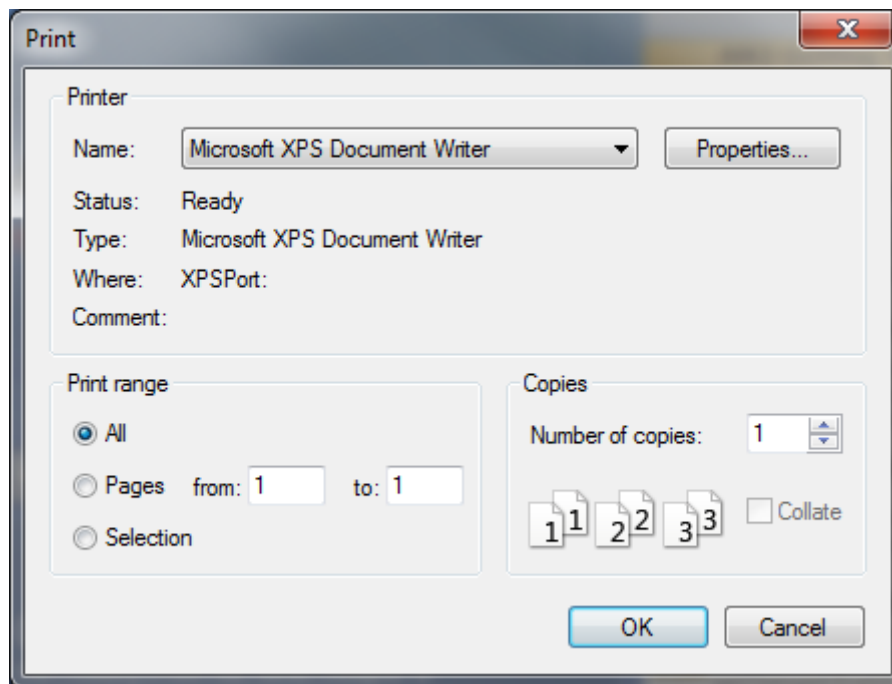 Print
X
Printer
Name: Microsoft XPS Document Writer Properties...
Status: Ready
Type: Microsoft XPS Document Writer
Where: XPSPort:
Comment:
Print range
All
Pages from: 1 to: 1
Selection
Copies
Number of copies: 1
1 1 2 2 3 3 Collate
OK Cancel